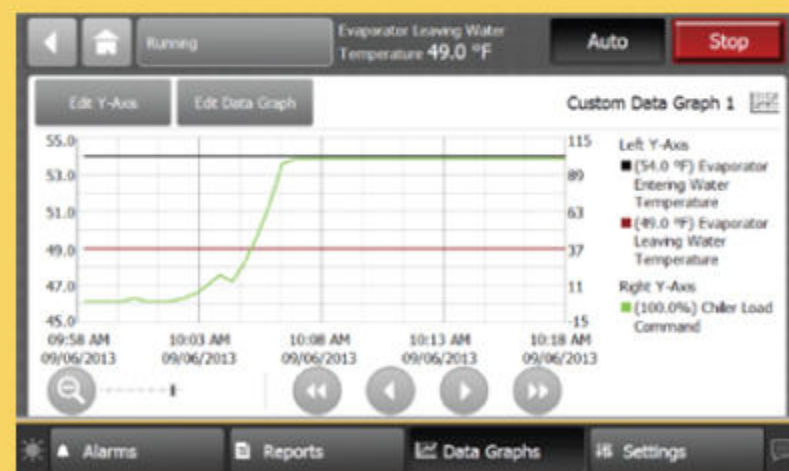 Running
Evaporator Leaving Water
Temperature 49.0 °F
Auto
Stop
Edit Y-Axis
Edit Data Graph
Custom Data Graph 1
55.0
53.0
51.0
49.0
47.0
45.0
115
89
63
37
11
-15
09:58 AM
09/06/2013
10:03 AM
09/06/2013
10:08 AM
09/06/2013
10:13 AM
09/06/2013
10:18 AM
09/06/2013
Left Y-Axis
(54.0 °F) Evaporator
Entering Water
Temperature
(49.0 °F) Evaporator
Leaving Water
Temperature
Right Y-Axis
(100.0%) Chiller Load
Command
Alarms
Reports
Data Graphs
Settings